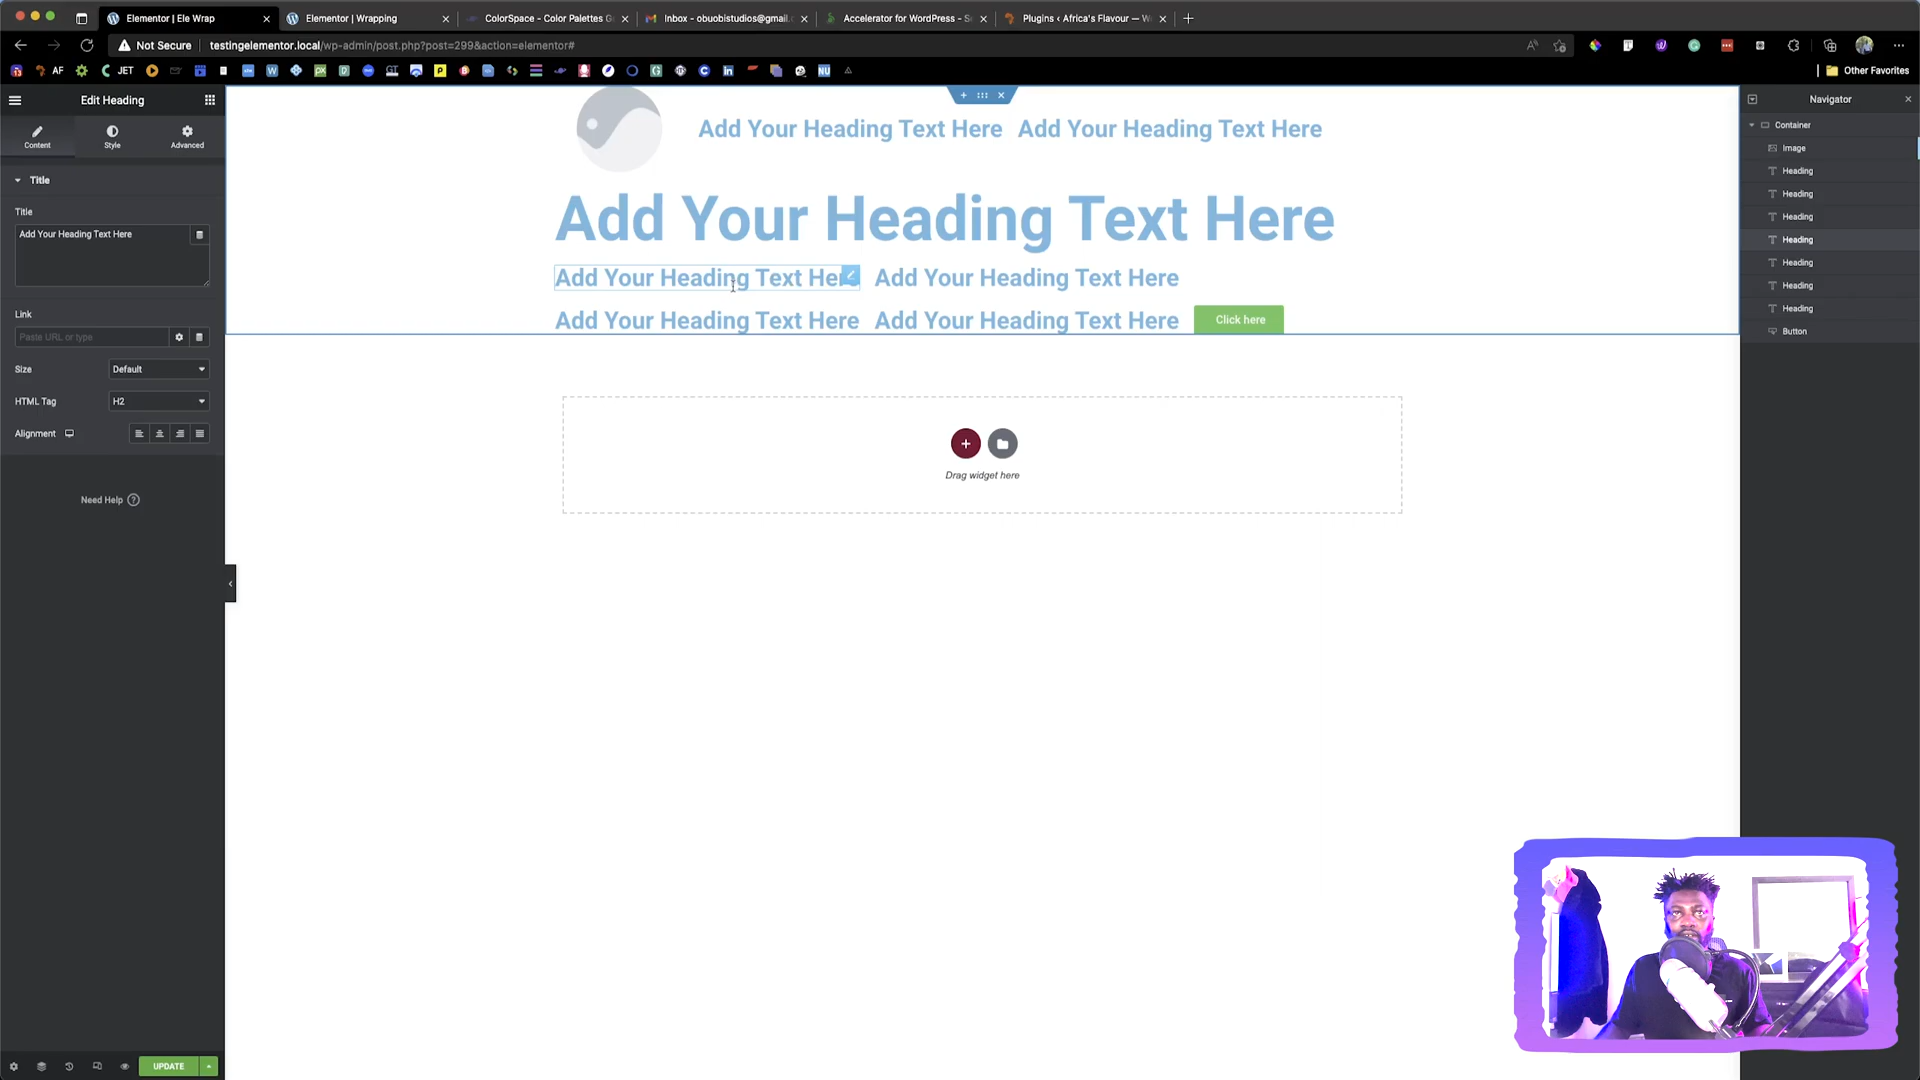 Elementor | Ele Wrap
Elementor | Wrapping
ColorSpace - Color Palettes G
Inbox - obuobistudios@gmail.
Accelerator for WordPress - S
Plugins ‹ Africa's Flavour — W
Not Secure
testingelementor.local/wp-admin/post.php?post=299&action=elementor#
AF
JET
NU
Other Favorites
Edit Heading
Content
Style
Advanced
Title
Title
Add Your Heading Text Here
Link
Paste URL or type
Size
Default
HTML Tag
H2
Alignment
Need Help
UPDATE
Add Your Heading Text Here
Add Your Heading Text Here
Add Your Heading Text Here
Add Your Heading Text Here
Add Your Heading Text Here
Add Your Heading Text Here
Add Your Heading Text Here
Click here
Drag widget here
Navigator
Container
Image
Heading
Heading
Heading
Heading
Heading
Heading
Heading
Button